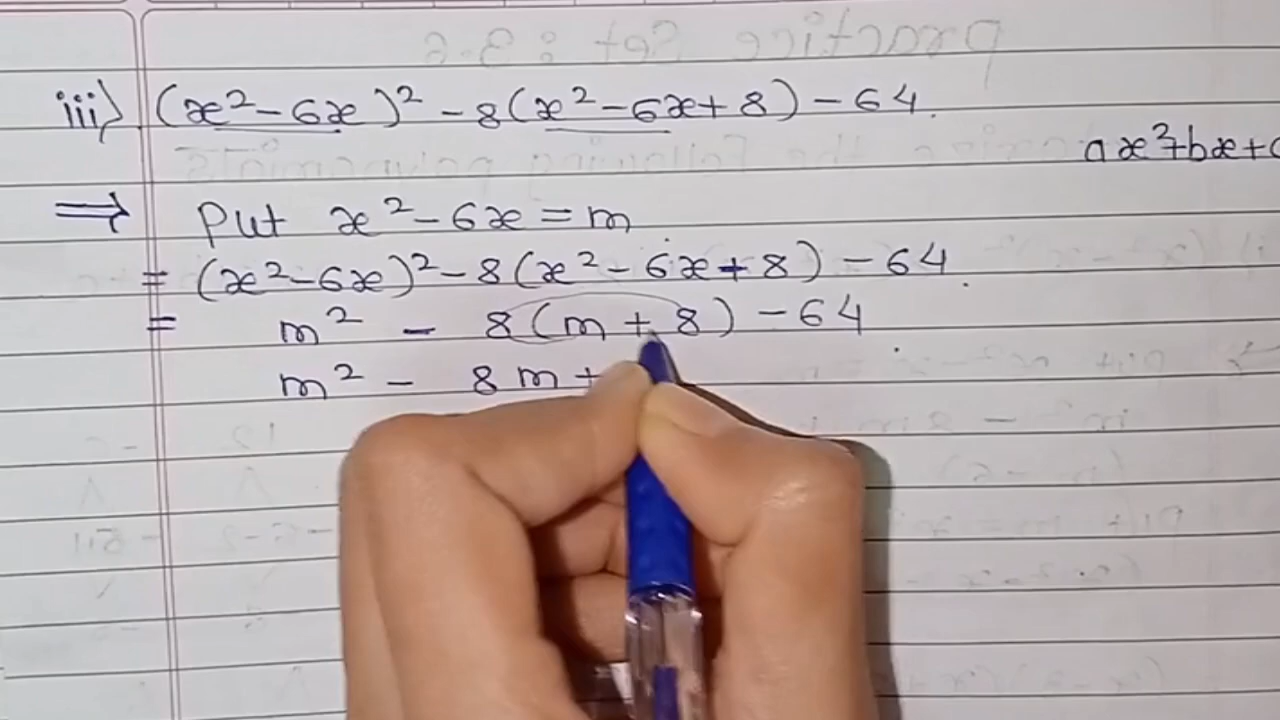 iii) (x² - 6x)² - 8(x² - 6x + 8) - 64.
ax² + bx + c
⇒ Put x² - 6x = m
= (x² - 6x)² - 8(x² - 6x + 8) - 64.
= m² - 8(m + 8) - 64
m² - 8m +